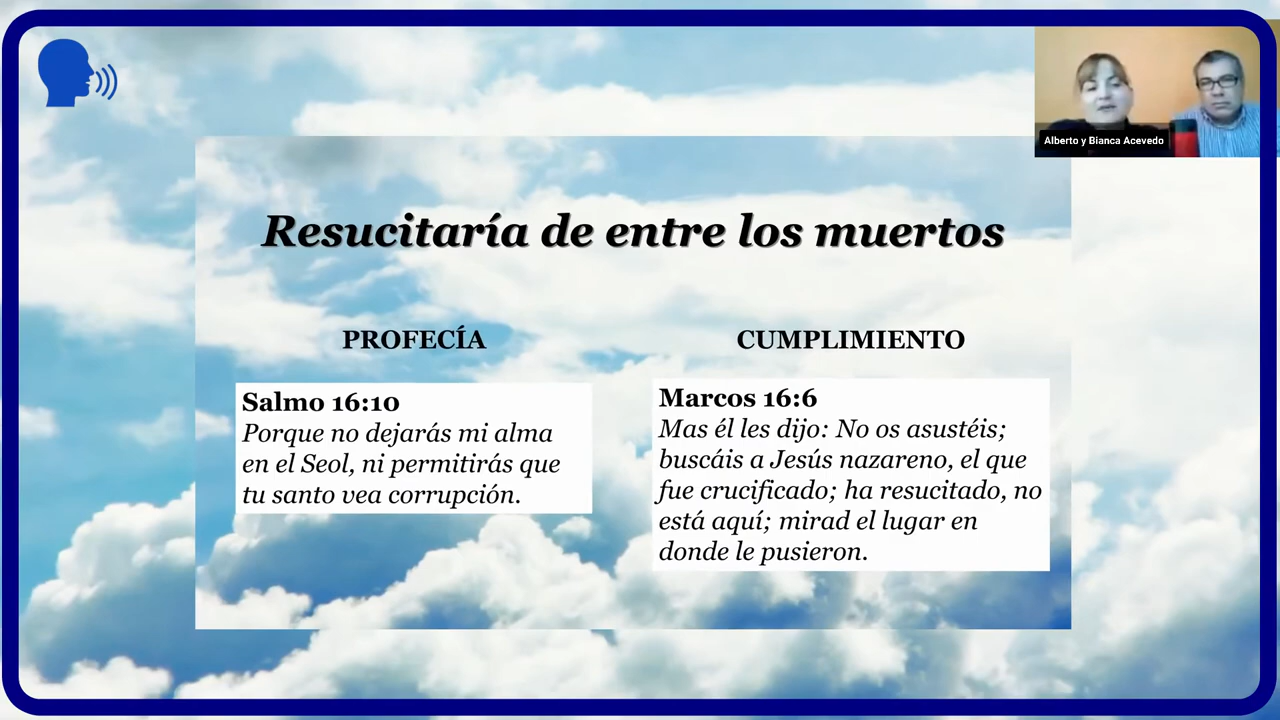 Alberto y Bianca Acevedo
Resucitaría de entre los muertos
PROFECÍA
Salmo 16:10
Porque no dejarás mi alma
en el Seol, ni permitirás que
tu santo vea corrupción.
CUMPLIMIENTO
Marcos 16:6
Mas él les dijo: No os asustéis;
buscáis a Jesús nazareno, el que
fue crucificado; ha resucitado, no
está aquí; mirad el lugar en
donde le pusieron.